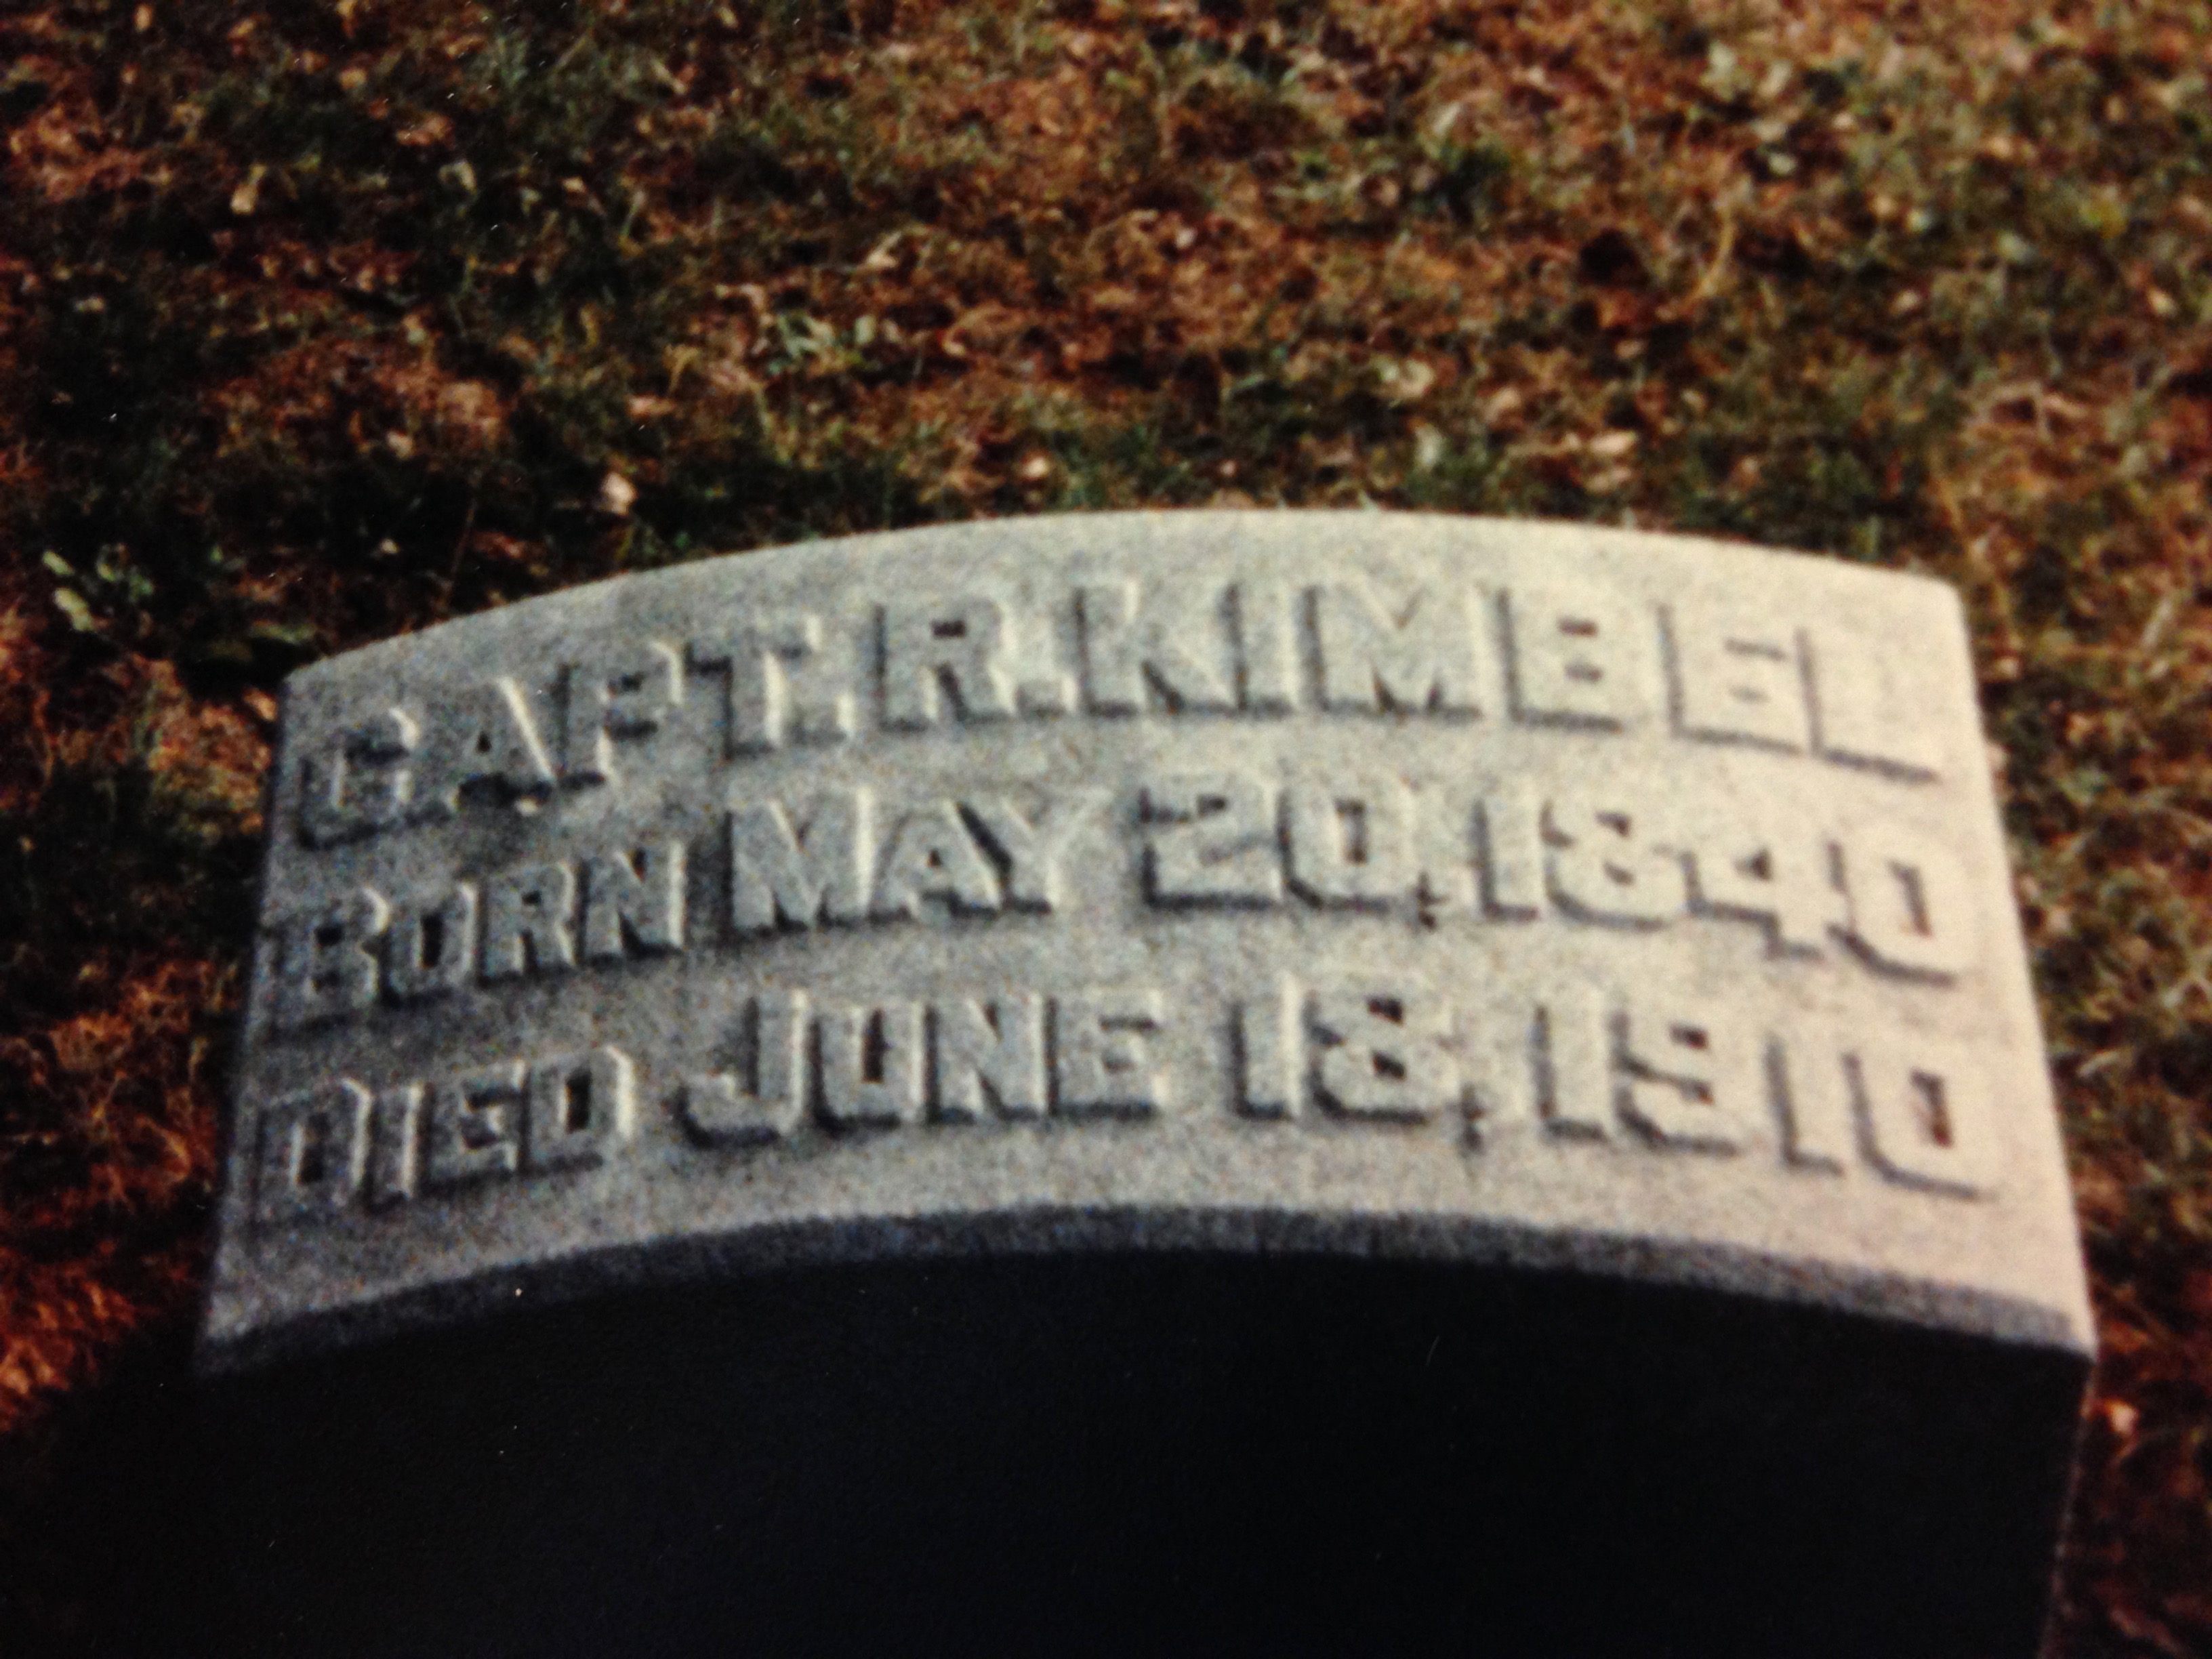 CAPT. R. KIMBEL
BORN MAY 20, 1840
DIED JUNE 18, 1910